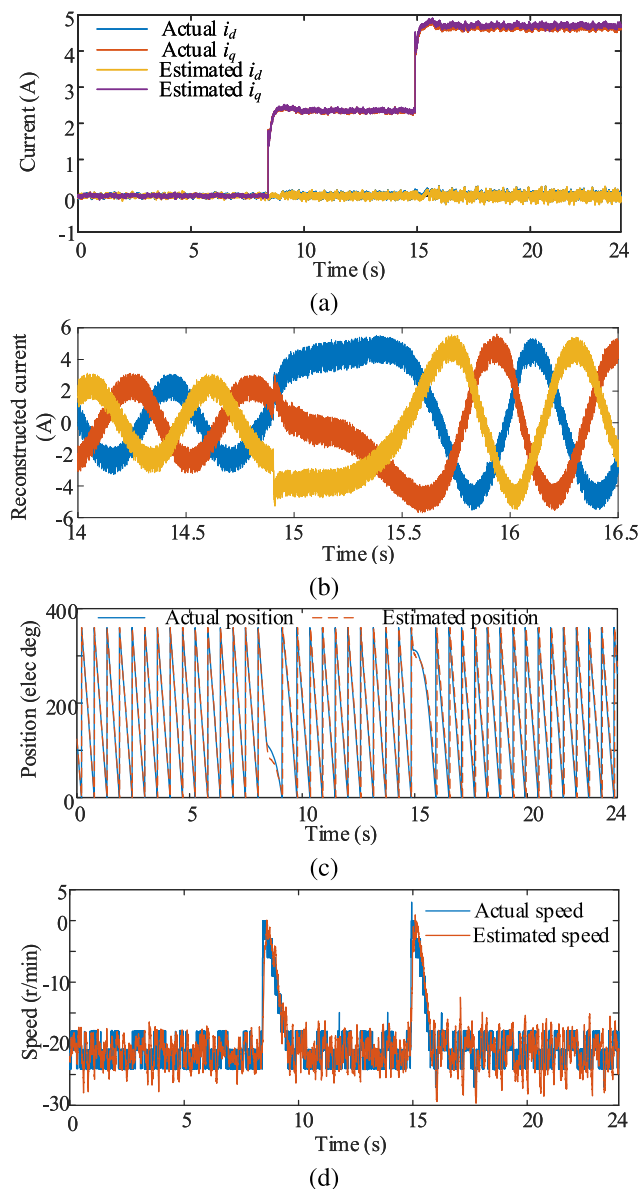 5
4
3
2
1
0
-1
Current (A)
Actual i_d
Actual i_q
Estimated i_d
Estimated i_q
0 5 10 15 20 24
Time (s)
(a)
6
4
2
0
-2
-4
-6
Reconstructed current
(A)
14 14.5 15 15.5 16 16.5
Time (s)
(b)
400
200
0
Position (elec deg)
Actual position Estimated position
0 5 10 15 20 24
Time (s)
(c)
5
0
-10
-20
-30
Speed (r/min)
Actual speed
Estimated speed
0 5 10 15 20 24
Time (s)
(d)